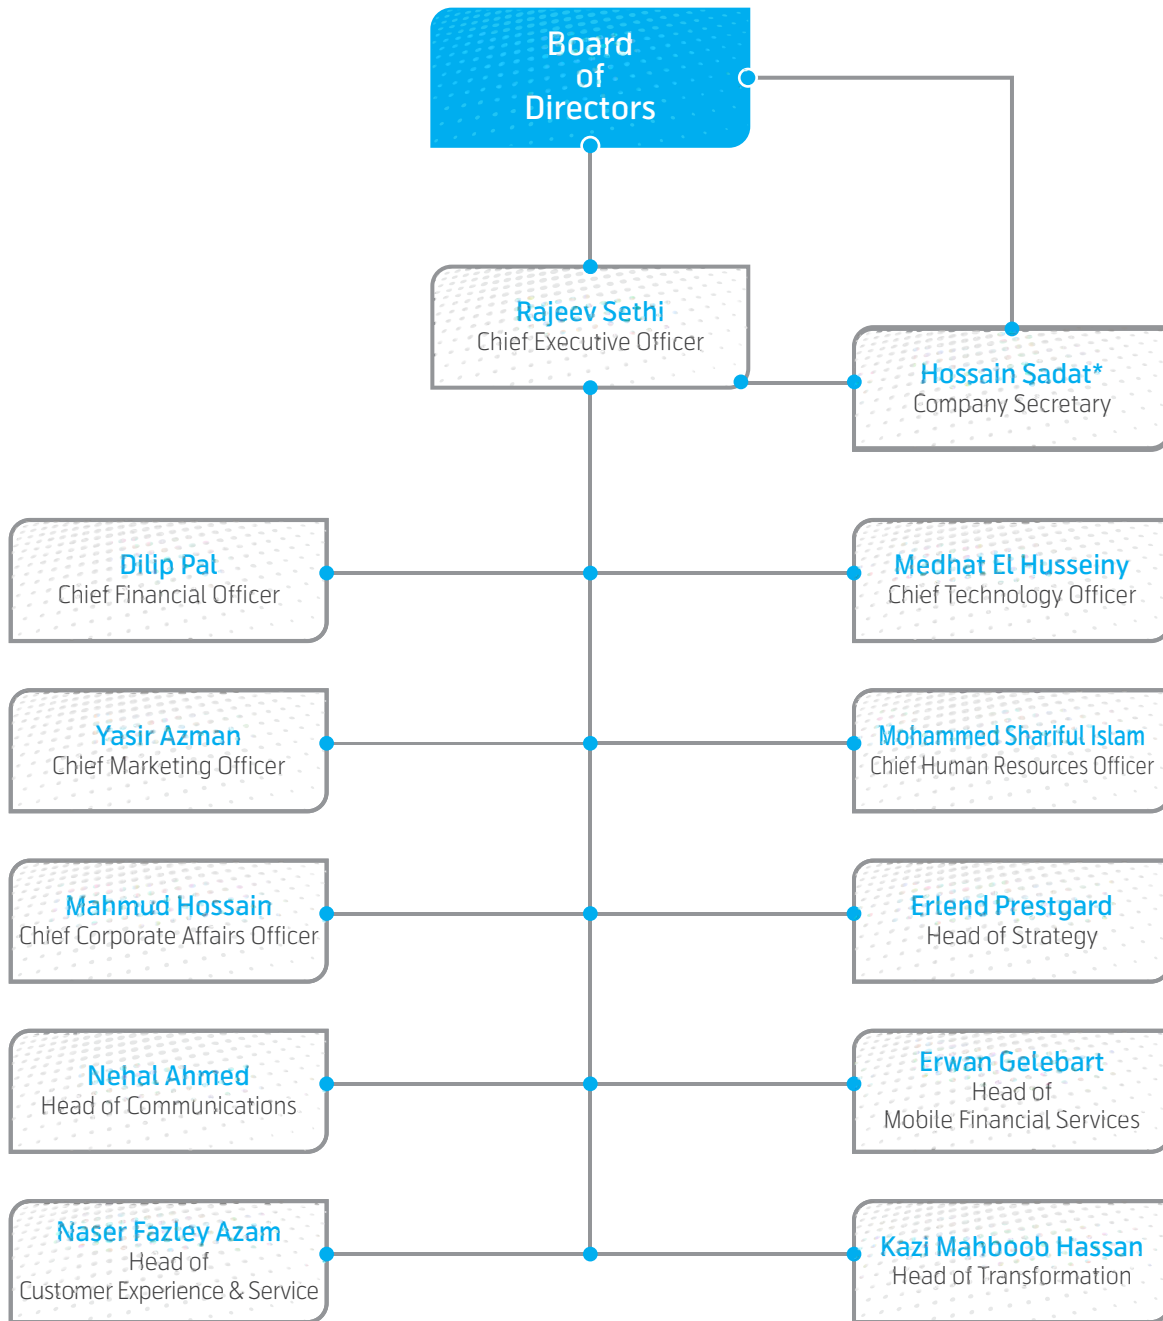 Board
of
Directors
Rajeev Sethi
Chief Executive Officer
Hossain Sadat*
Company Secretary
Dilip Pal
Chief Financial Officer
Medhat El Husseiny
Chief Technology Officer
Yasir Azman
Chief Marketing Officer
Mohammed Shariful Islam
Chief Human Resources Officer
Mahmud Hossain
Chief Corporate Affairs Officer
Erlend Prestgard
Head of Strategy
Nehal Ahmed
Head of Communications
Erwan Gelebart
Head of
Mobile Financial Services
Naser Fazley Azam
Head of
Customer Experience & Service
Kazi Mahboob Hassan
Head of Transformation